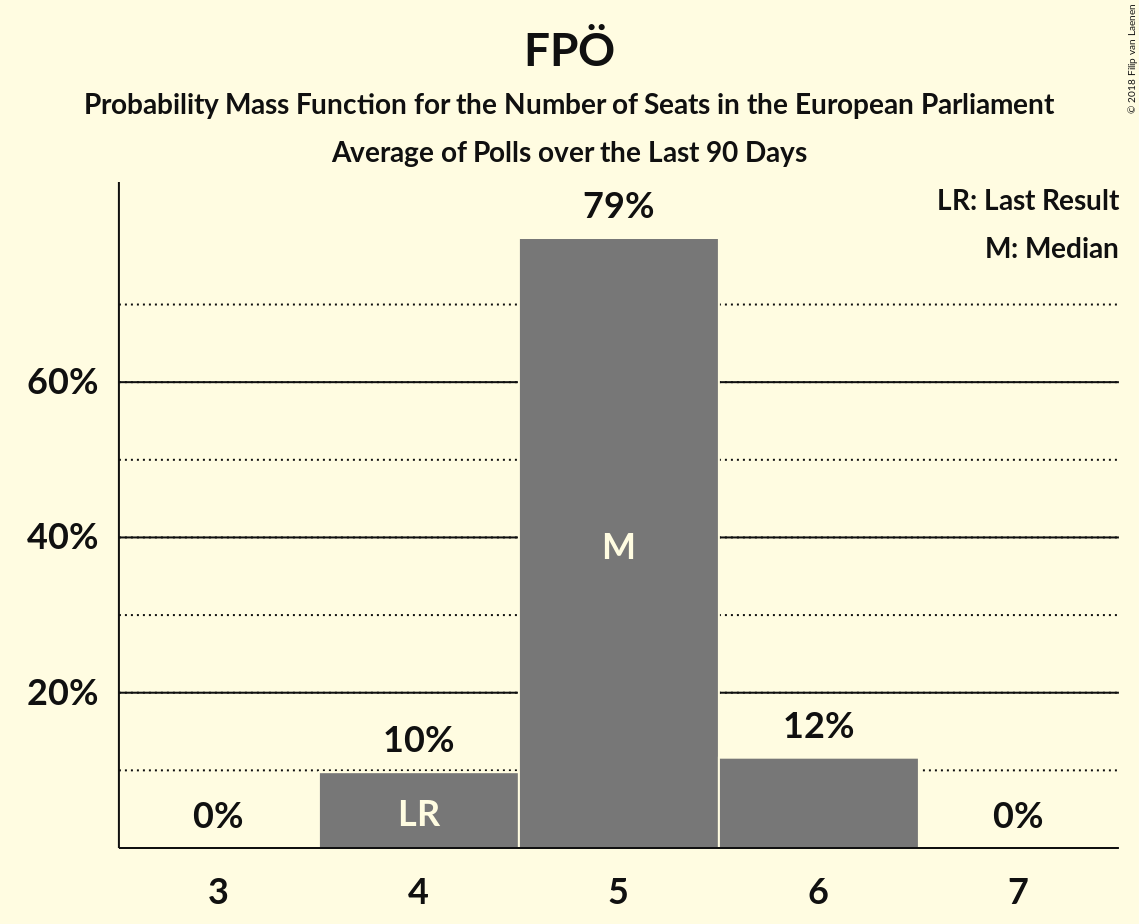 FPÖ
Probability Mass Function for the Number of Seats in the European Parliament
Average of Polls over the Last 90 Days
© 2018 Filip van Laenen
LR: Last Result
M: Median
79%
60%
40%
20%
M
10%
12%
LR
0%
0%
3 4 5 6 7